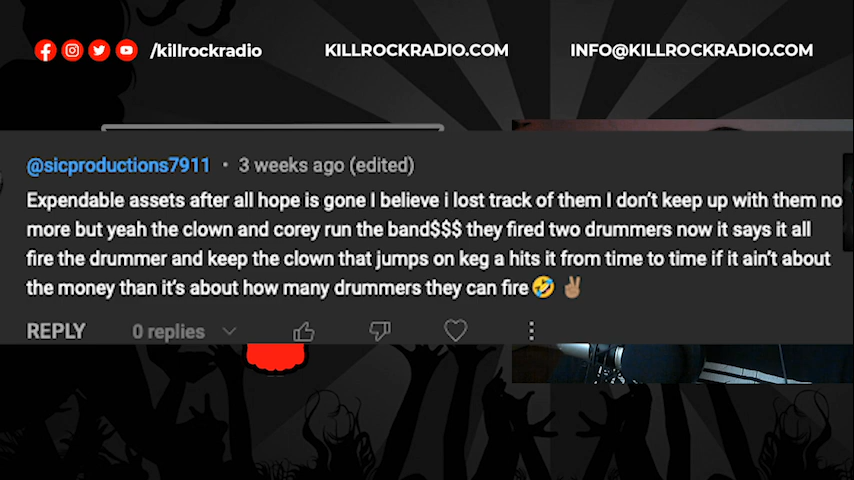 /killrockradio
KILLROCKRADIO.COM
INFO@KILLROCKRADIO.COM
@sicproductions7911 • 3 weeks ago (edited)
Expendable assets after all hope is gone I believe i lost track of them I don't keep up with them no
more but yeah the clown and corey run the band$$$ they fired two drummers now it says it all
fire the drummer and keep the clown that jumps on keg a hits it from time to time if it ain't about
the money than it's about how many drummers they can fire🤣 ✌🏽
REPLY 0 replies